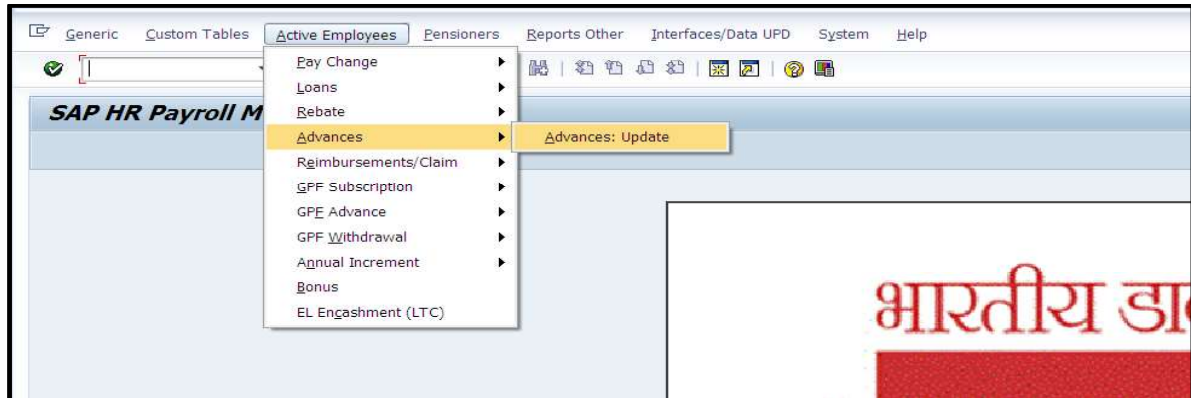 Generic Custom Tables Active Employees Pensioners Reports Other Interfaces/Data UPD System Help
SAP HR Payroll M
Pay Change
Loans
Rebate
Advances
Advances: Update
Reimbursements/Claim
GPF Subscription
GPF Advance
GPF Withdrawal
Annual Increment
Bonus
EL Encashment (LTC)
भारतीय डा